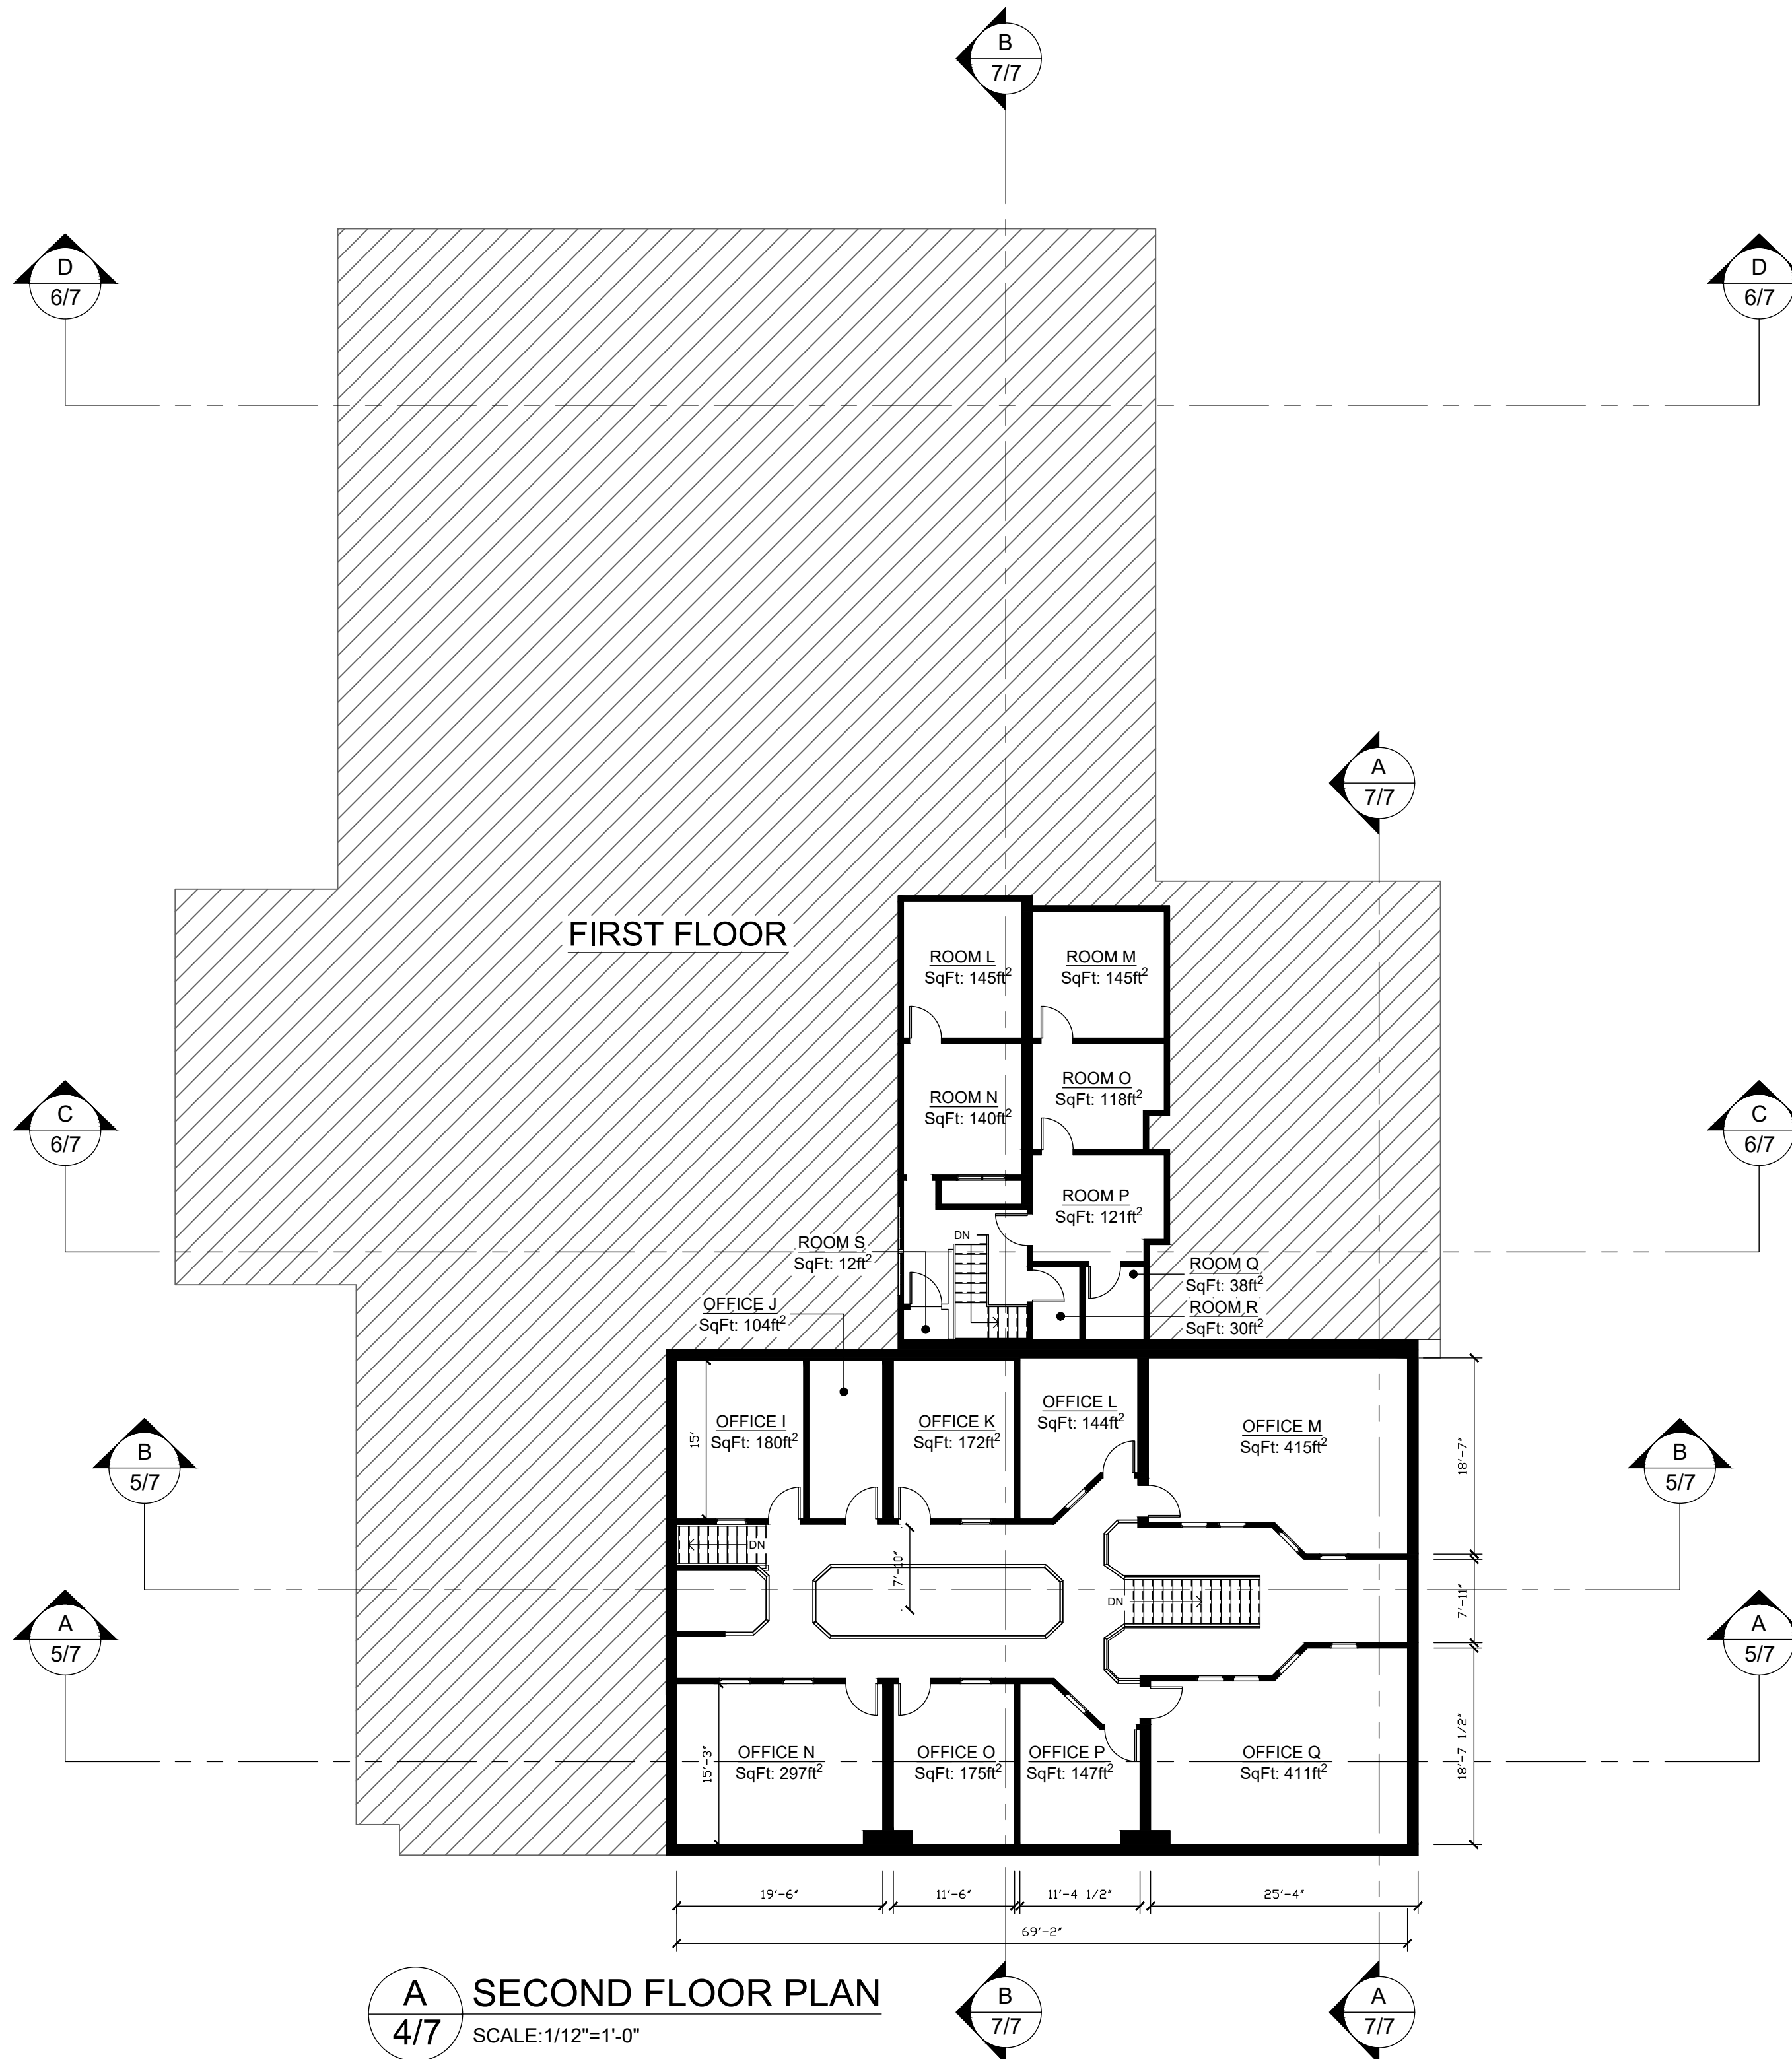 B
7/7
D
6/7
D
6/7
A
7/7
FIRST FLOOR
ROOM L
SqFt: 145ft²
ROOM M
SqFt: 145ft²
ROOM O
SqFt: 118ft²
ROOM N
SqFt: 140ft²
C
6/7
C
6/7
ROOM P
SqFt: 121ft²
DN
ROOM S
SqFt: 12ft²
ROOM Q
SqFt: 38ft²
OFFICE J
SqFt: 104ft²
ROOM R
SqFt: 30ft²
OFFICE L
SqFt: 144ft²
OFFICE I
SqFt: 180ft²
15'
OFFICE K
SqFt: 172ft²
OFFICE M
SqFt: 415ft²
18'-7"
B
5/7
B
5/7
DN
7'-10"
DN
7'-11"
A
5/7
A
5/7
OFFICE N
SqFt: 297ft²
15'-3"
OFFICE O
SqFt: 175ft²
OFFICE P
SqFt: 147ft²
OFFICE Q
SqFt: 411ft²
18'-7 1/2"
19'-6"
11'-6"
11'-4 1/2"
25'-4"
69'-2"
A
4/7
SECOND FLOOR PLAN
SCALE:1/12"=1'-0"
B
7/7
A
7/7